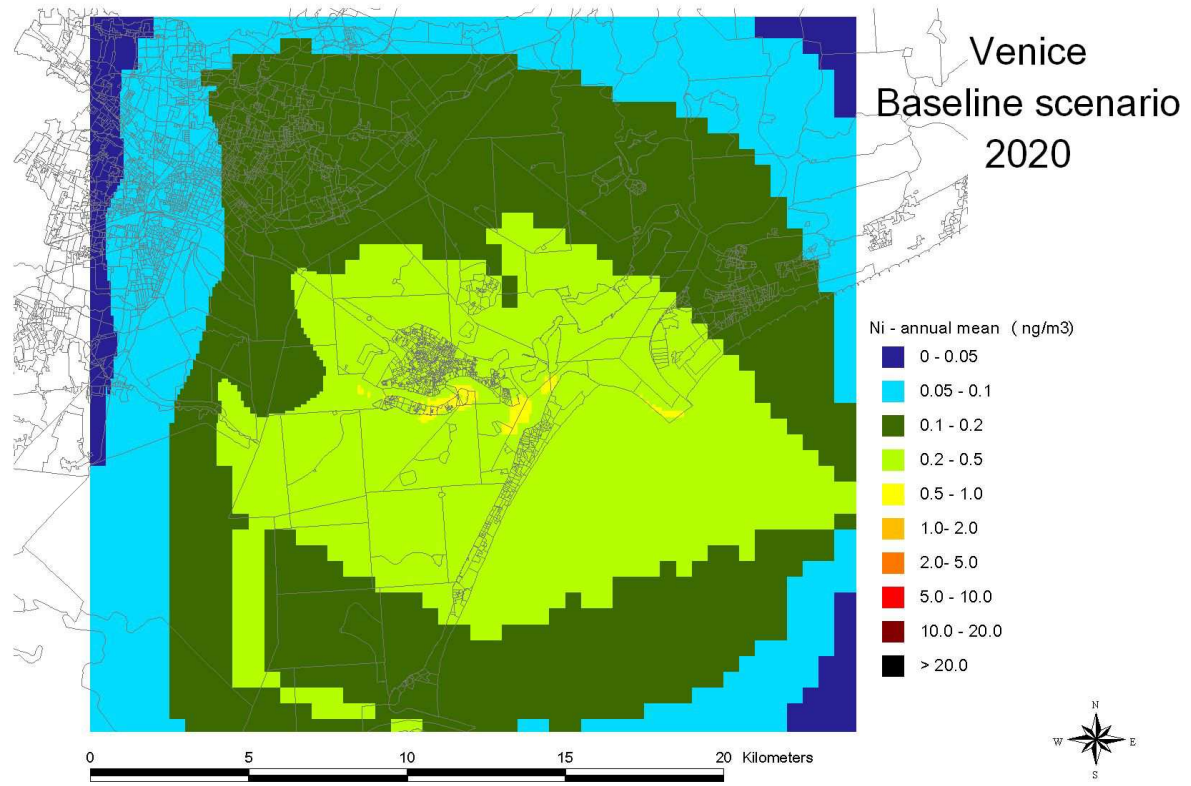 Venice
Baseline scenario
2020
Ni - annual mean ( ng/m3)
0 - 0.05
0.05 - 0.1
0.1 - 0.2
0.2 - 0.5
0.5 - 1.0
1.0- 2.0
2.0- 5.0
5.0 - 10.0
10.0 - 20.0
> 20.0
N
W E
S
0 5 10 15 20 Kilometers